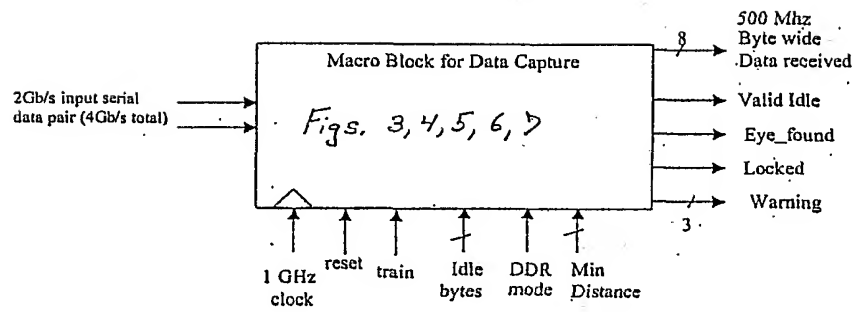 500 Mhz
8
Byte wide
Data received
Macro Block for Data Capture
2Gb/s input serial
data pair (4Gb/s total)
Figs. 3, 4, 5, 6, 7
Valid Idle
Eye_found
Locked
Warning
3
1 GHz
clock
reset
train
Idle
bytes
DDR
mode
Min
Distance